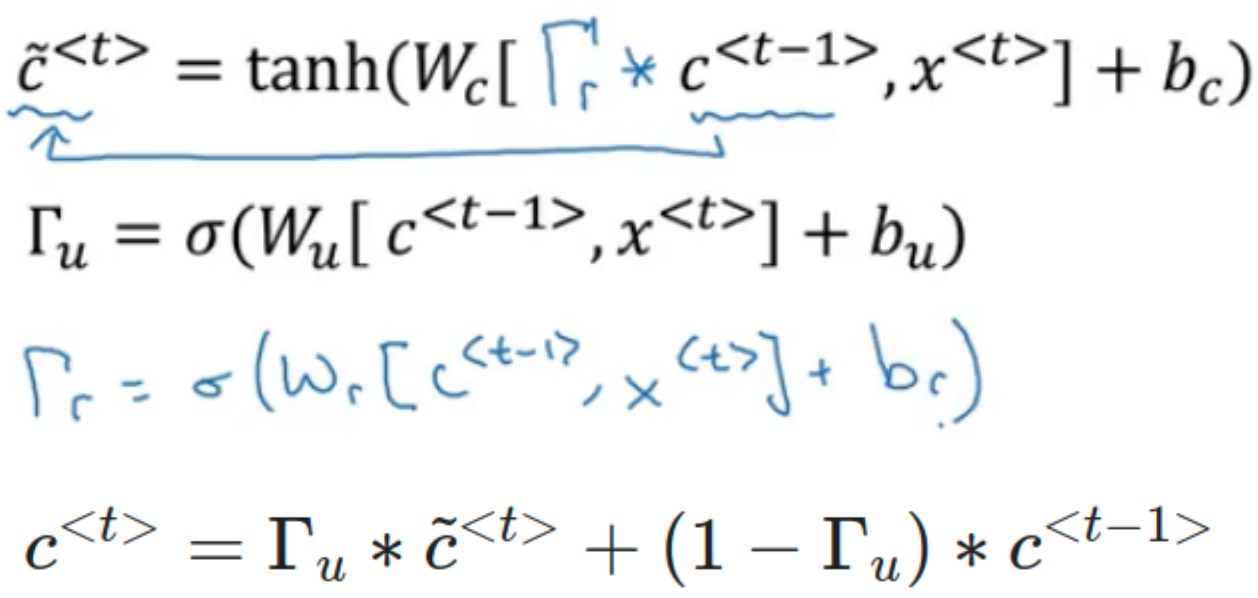 c̃^{<t>} = tanh(W_c[ Γ_r * c^{<t-1>}, x^{<t>}] + b_c)
Γ_u = σ(W_u[ c^{<t-1>}, x^{<t>}] + b_u)
Γ_r = σ(W_r[ c^{<t-1>}, x^{<t>}] + b_r)
c^{<t>} = Γ_u * c̃^{<t>} + (1 − Γ_u) * c^{<t-1>}